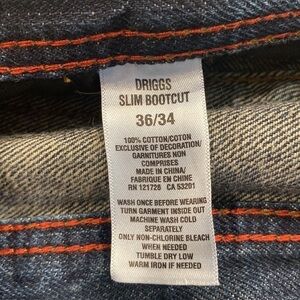 DRIGGS
SLIM BOOTCUT
36/34
100% COTTON/COTON
EXCLUSIVE OF DECORATION/
GARNITURES NON
COMPRISES
MADE IN CHINA/
FABRIQUE EN CHINE
RN 121726 CA 53201
WASH ONCE BEFORE WEARING
TURN GARMENT INSIDE OUT
MACHINE WASH COLD
SEPARATELY
ONLY NON-CHLORINE BLEACH
WHEN NEEDED
TUMBLE DRY LOW
WARM IRON IF NEEDED